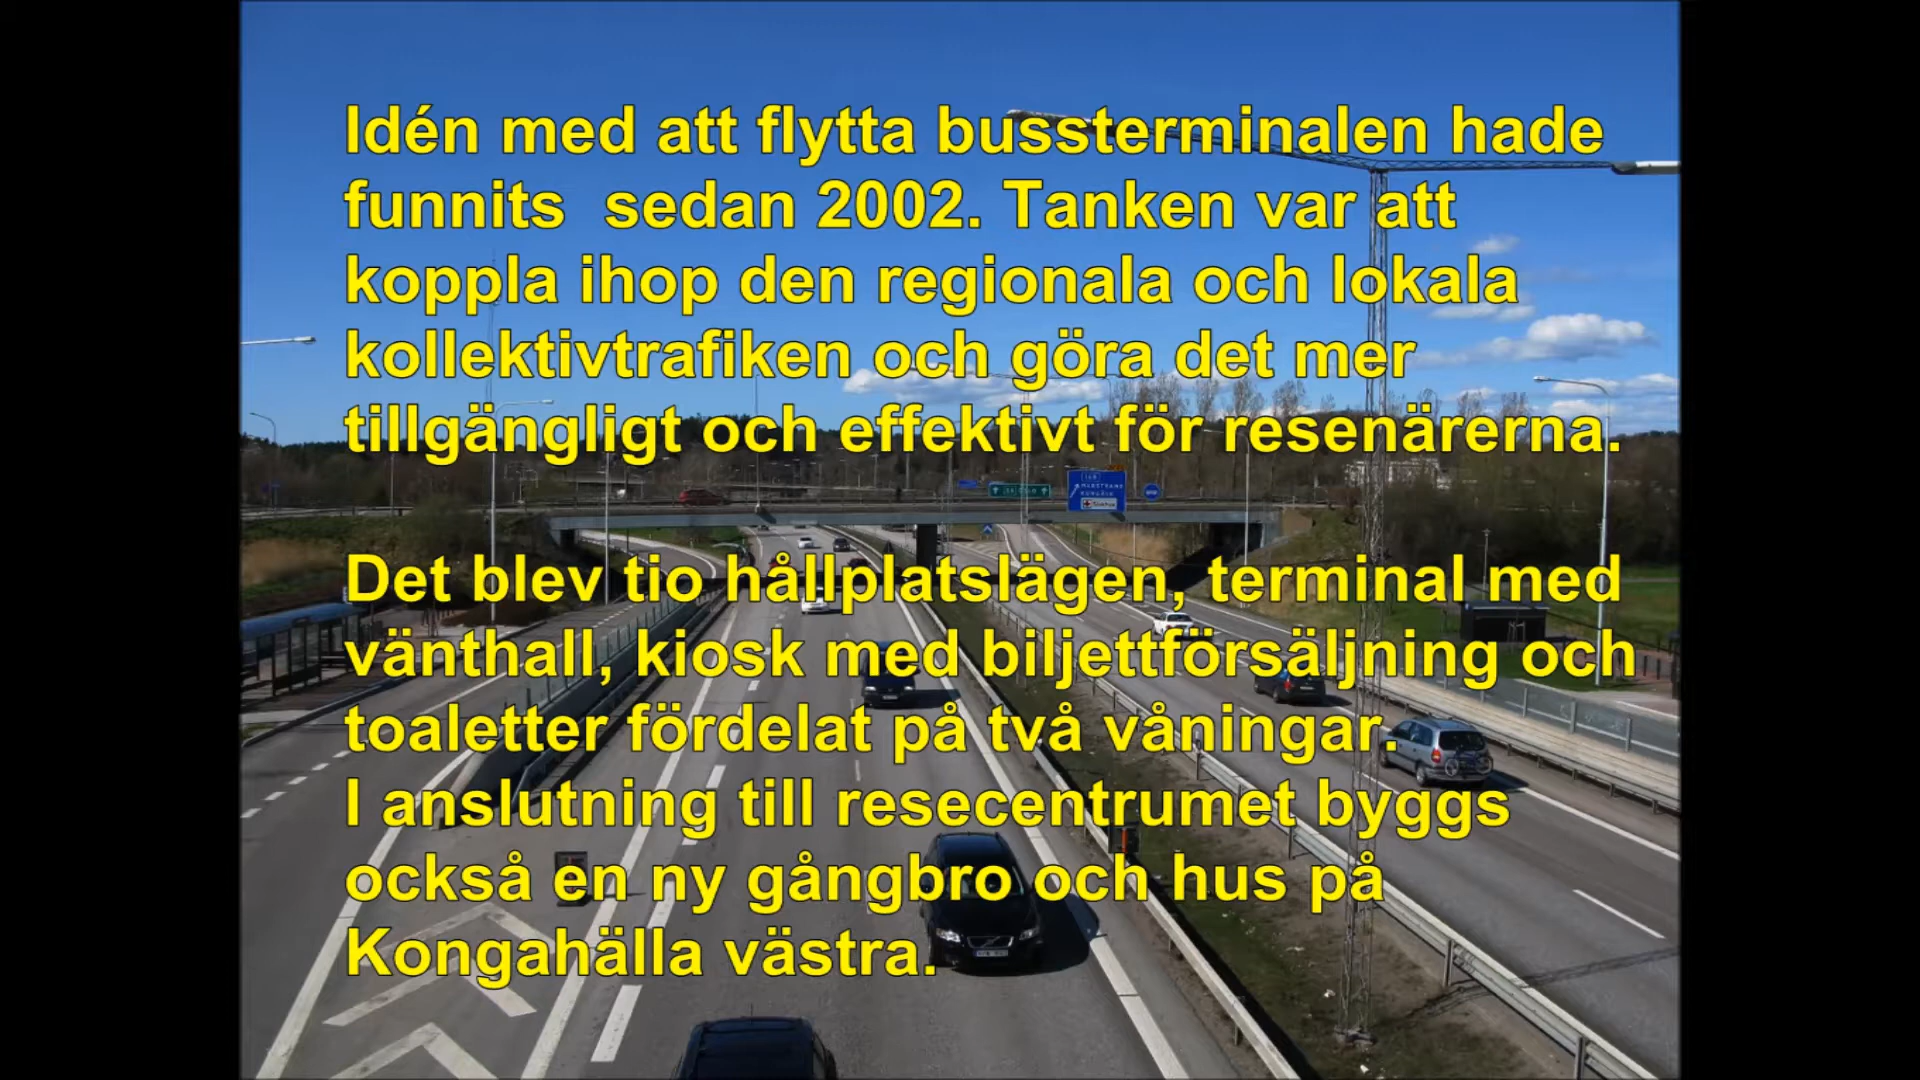 Idén med att flytta bussterminalen hade
funnits  sedan 2002. Tanken var att
koppla ihop den regionala och lokala
kollektivtrafiken och göra det mer
tillgängligt och effektivt för resenärerna.
Det blev tio hållplatslägen, terminal med
vänthall, kiosk med biljettförsäljning och
toaletter fördelat på två våningar.
I anslutning till resecentrumet byggs
också en ny gångbro och hus på
Kongahälla västra.
168
MARSTRAND
KUNGÄLV